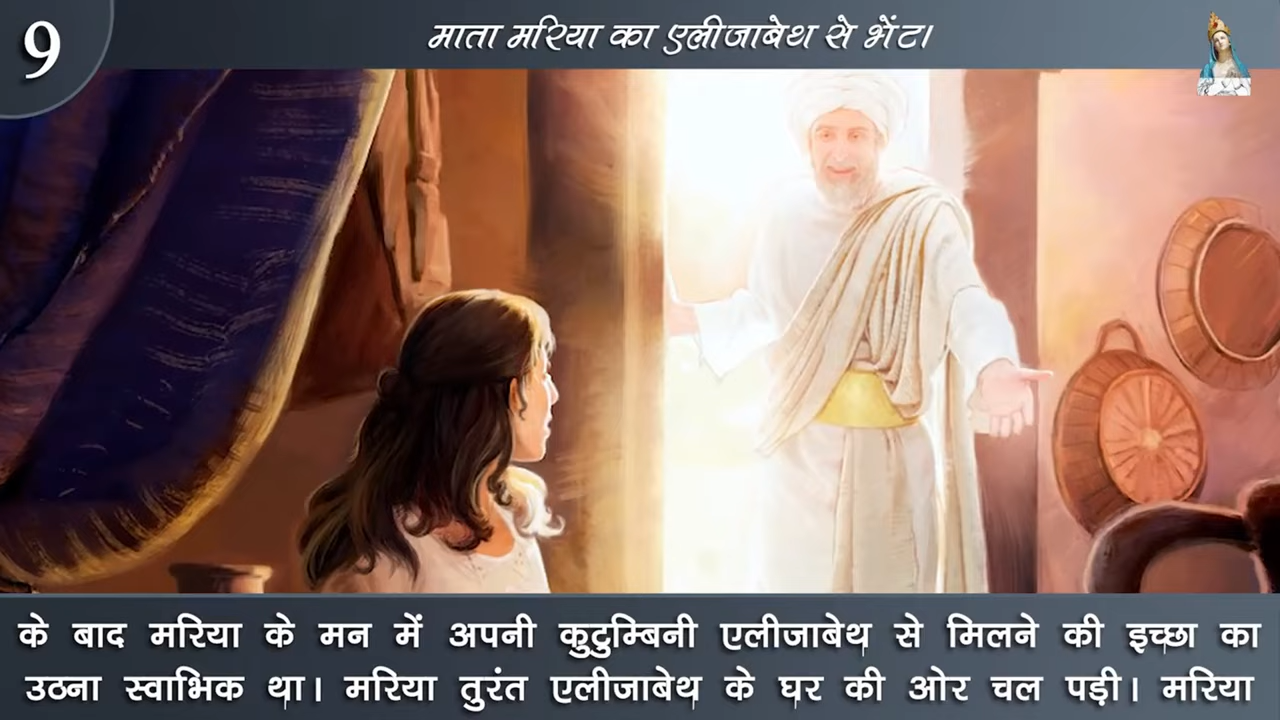 9
माता मरिया का एलीजाबेथ से भेंट।
के बाद मरिया के मन में अपनी कुटुम्बिनी एलीजाबेथ से मिलने की इच्छा का
उठना स्वाभिक था। मरिया तुरंत एलीजाबेथ के घर की ओर चल पड़ी। मरिया